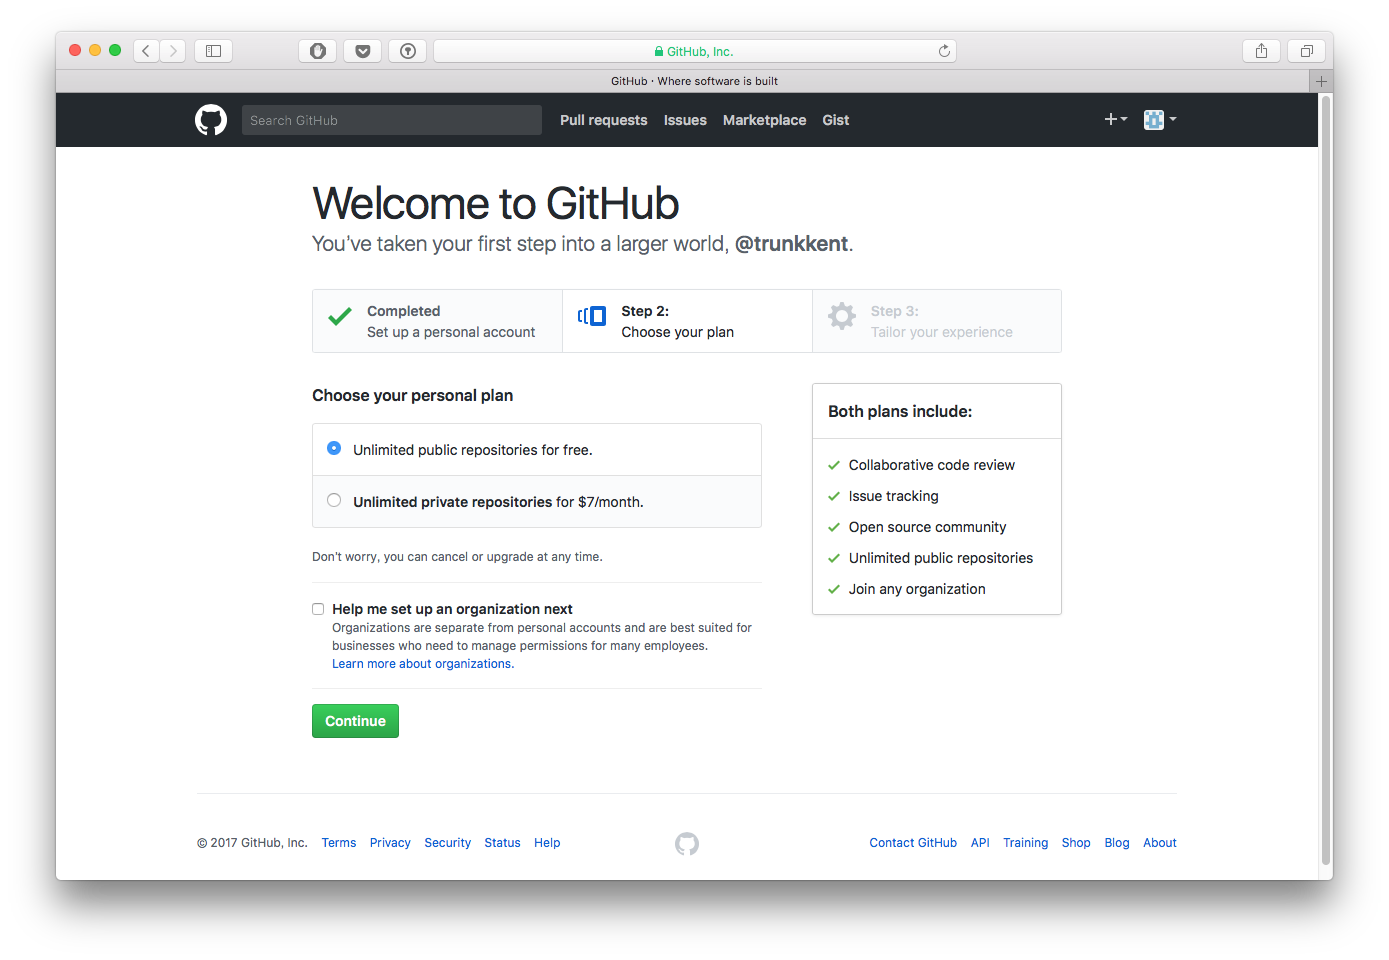 GitHub, Inc.
GitHub · Where software is built
Search GitHub
Pull requests
Issues
Marketplace
Gist
Welcome to GitHub
You’ve taken your first step into a larger world, @trunkkent.
Completed
Set up a personal account
Step 2:
Choose your plan
Step 3:
Tailor your experience
Choose your personal plan
Unlimited public repositories for free.
Unlimited private repositories for $7/month.
Don't worry, you can cancel or upgrade at any time.
Help me set up an organization next
Organizations are separate from personal accounts and are best suited for
businesses who need to manage permissions for many employees.
Learn more about organizations.
Continue
Both plans include:
Collaborative code review
Issue tracking
Open source community
Unlimited public repositories
Join any organization
© 2017 GitHub, Inc. Terms Privacy Security Status Help
Contact GitHub API Training Shop Blog About